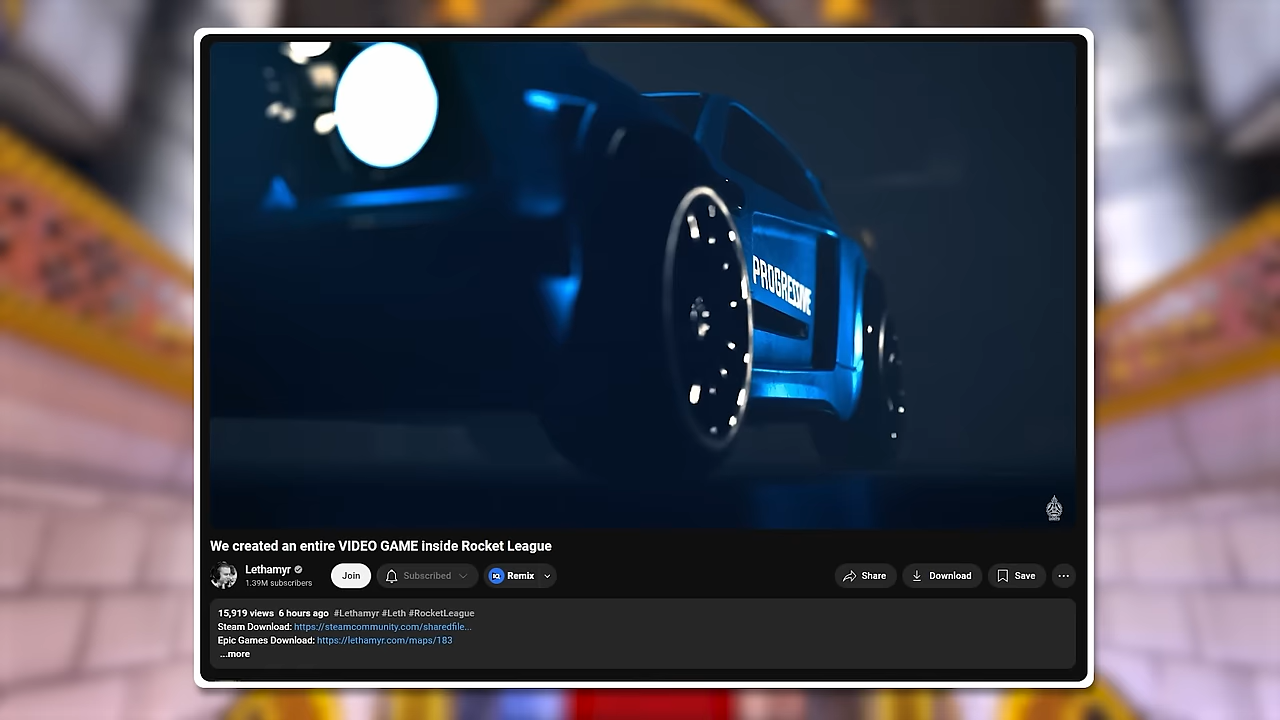 PROGRESSIVE
We created an entire VIDEO GAME inside Rocket League
Lethamyr
1.39M subscribers
Join
Subscribed
Remix
Share
Download
Save
15,919 views 6 hours ago #Lethamyr #Leth #RocketLeague
Steam Download: https://steamcommunity.com/sharedfile...
Epic Games Download: https://lethamyr.com/maps/183
...more